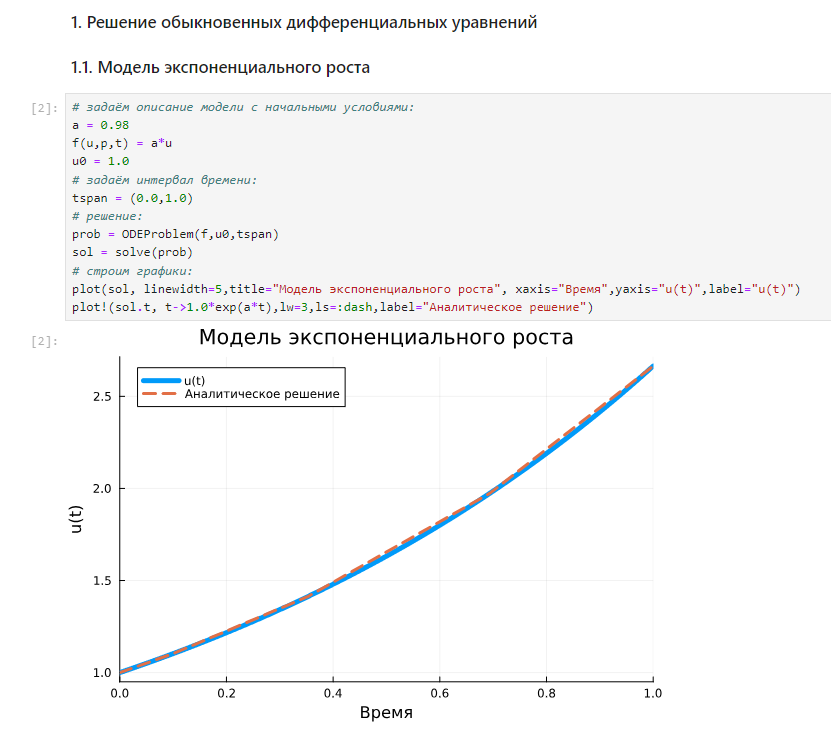 1. Решение обыкновенных дифференциальных уравнений
1.1. Модель экспоненциального роста
[2]:
# задаём описание модели с начальными условиями:
a = 0.98
f(u,p,t) = a*u
u0 = 1.0
# задаём интервал времени:
tspan = (0.0,1.0)
# решение:
prob = ODEProblem(f,u0,tspan)
sol = solve(prob)
# строим графики:
plot(sol, linewidth=5,title="Модель экспоненциального роста", xaxis="Время",yaxis="u(t)",label="u(t)")
plot!(sol.t, t->1.0*exp(a*t),lw=3,ls=:dash,label="Аналитическое решение")
[2]:
Модель экспоненциального роста
u(t)
Аналитическое решение
2.5
2.0
1.5
1.0
u(t)
0.0 0.2 0.4 0.6 0.8 1.0
Время